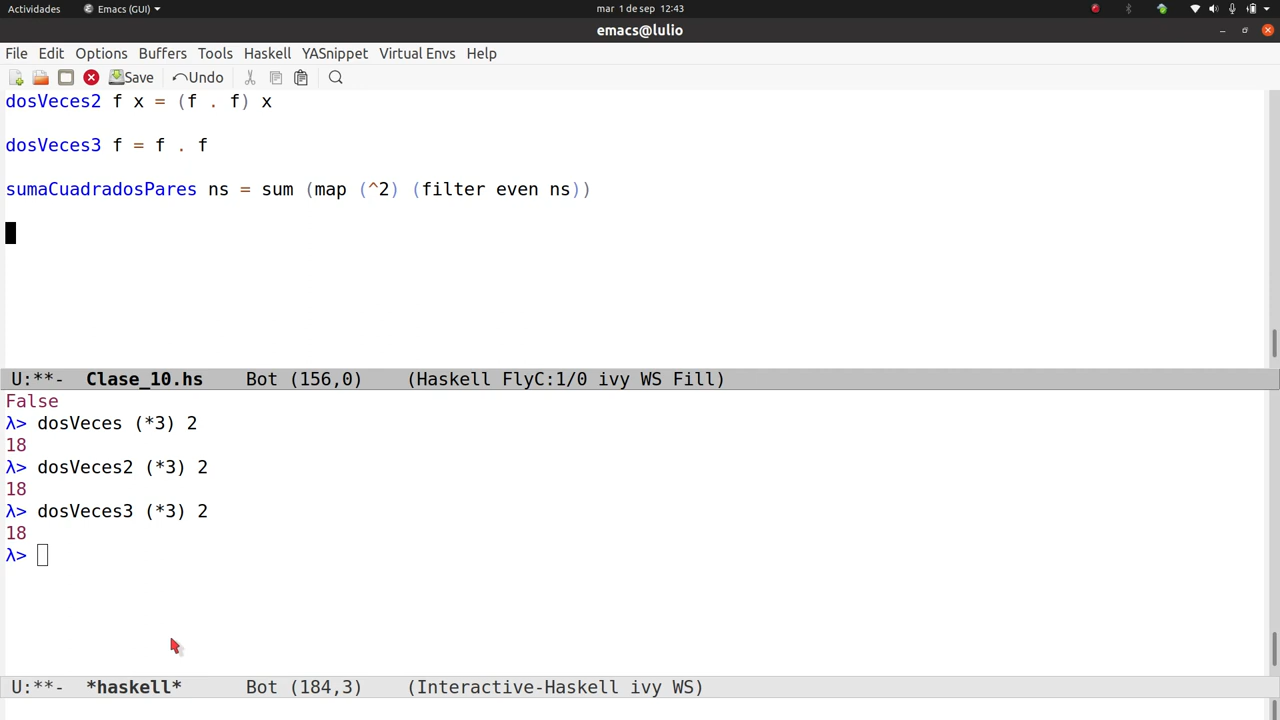 Actividades Emacs (GUI) mar 1 de sep 12:43
emacs@lulio
File Edit Options Buffers Tools Haskell YASnippet Virtual Envs Help
Save Undo
dosVeces2 f x = (f . f) x
dosVeces3 f = f . f
sumaCuadradosPares ns = sum (map (^2) (filter even ns))
U:**- Clase_10.hs Bot (156,0) (Haskell FlyC:1/0 ivy WS Fill)
False
λ> dosVeces (*3) 2
18
λ> dosVeces2 (*3) 2
18
λ> dosVeces3 (*3) 2
18
λ>
U:**- *haskell* Bot (184,3) (Interactive-Haskell ivy WS)